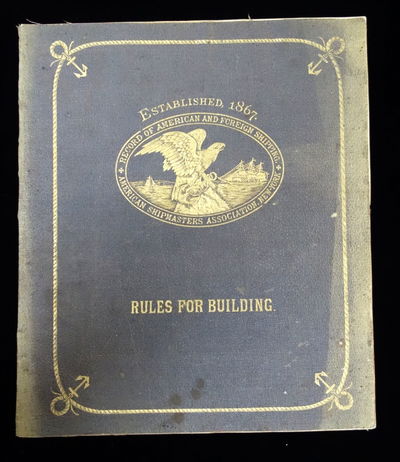 ESTABLISHED, 1867.
RECORD OF AMERICAN AND FOREIGN SHIPPING.
AMERICAN SHIPMASTERS ASSOCIATION, NEW YORK.
RULES FOR BUILDING.